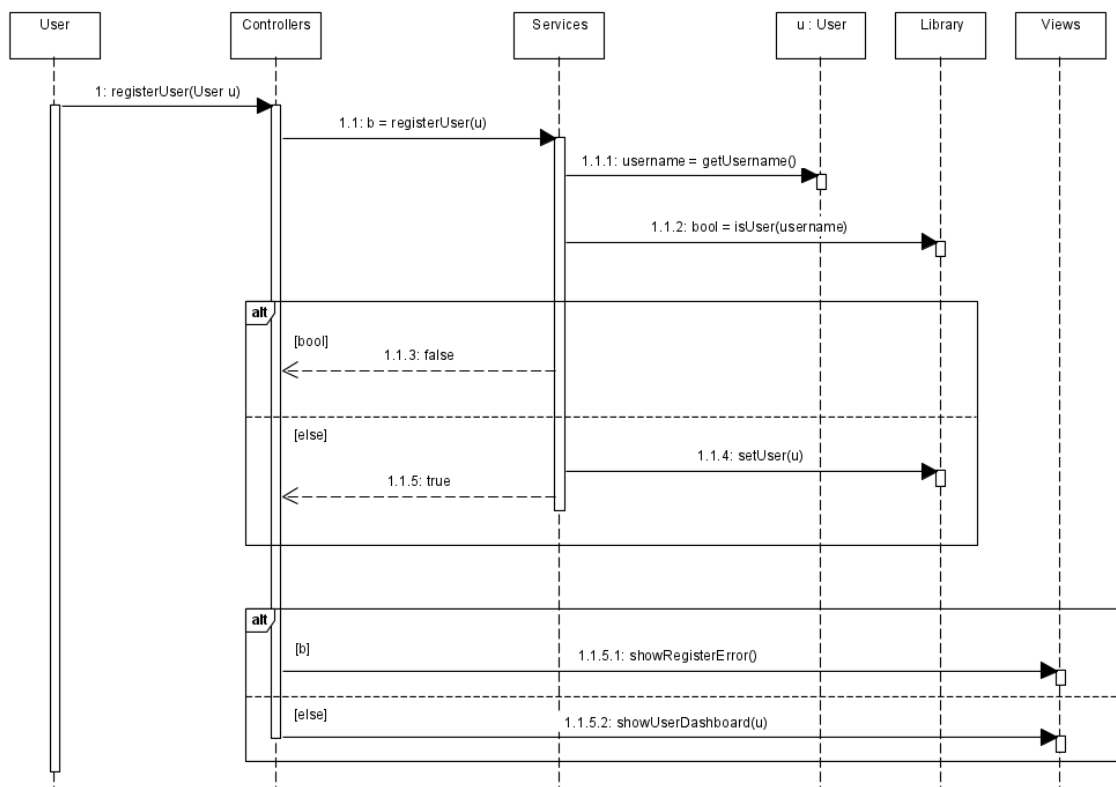 User
Controllers
Services
u : User
Library
Views
1: registerUser(User u)
1.1: b = registerUser(u)
1.1.1: username = getUsername()
1.1.2: bool = isUser(username)
alt
[bool]
1.1.3: false
[else]
1.1.4: setUser(u)
1.1.5: true
alt
[b]
1.1.5.1: showRegisterError()
[else]
1.1.5.2: showUserDashboard(u)